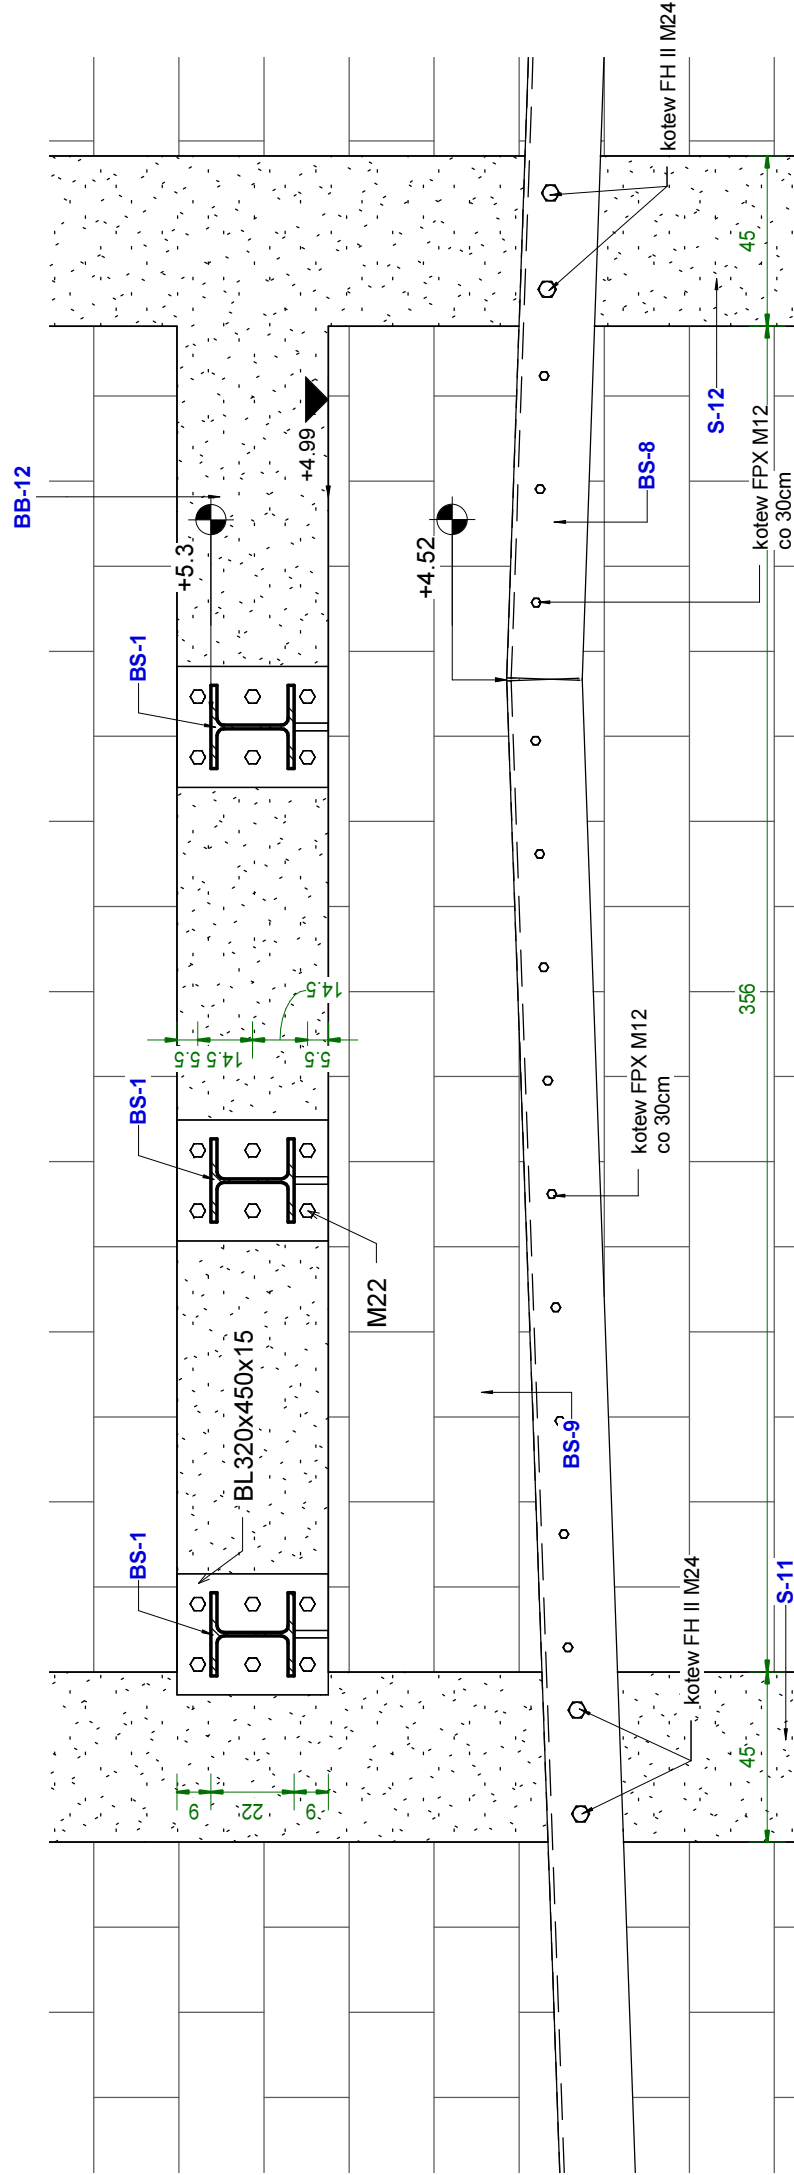 kotew FH II M24
45
S-12
BB-12
+4.99
+5.3
+4.52
BS-8
kotew FPX M12
co 30cm
BS-1
356
14.5
5.5
14.5
5.5
BS-1
kotew FPX M12
co 30cm
M22
BL320x450x15
BS-9
BS-1
kotew FH II M24
S-11
45
9
22
9